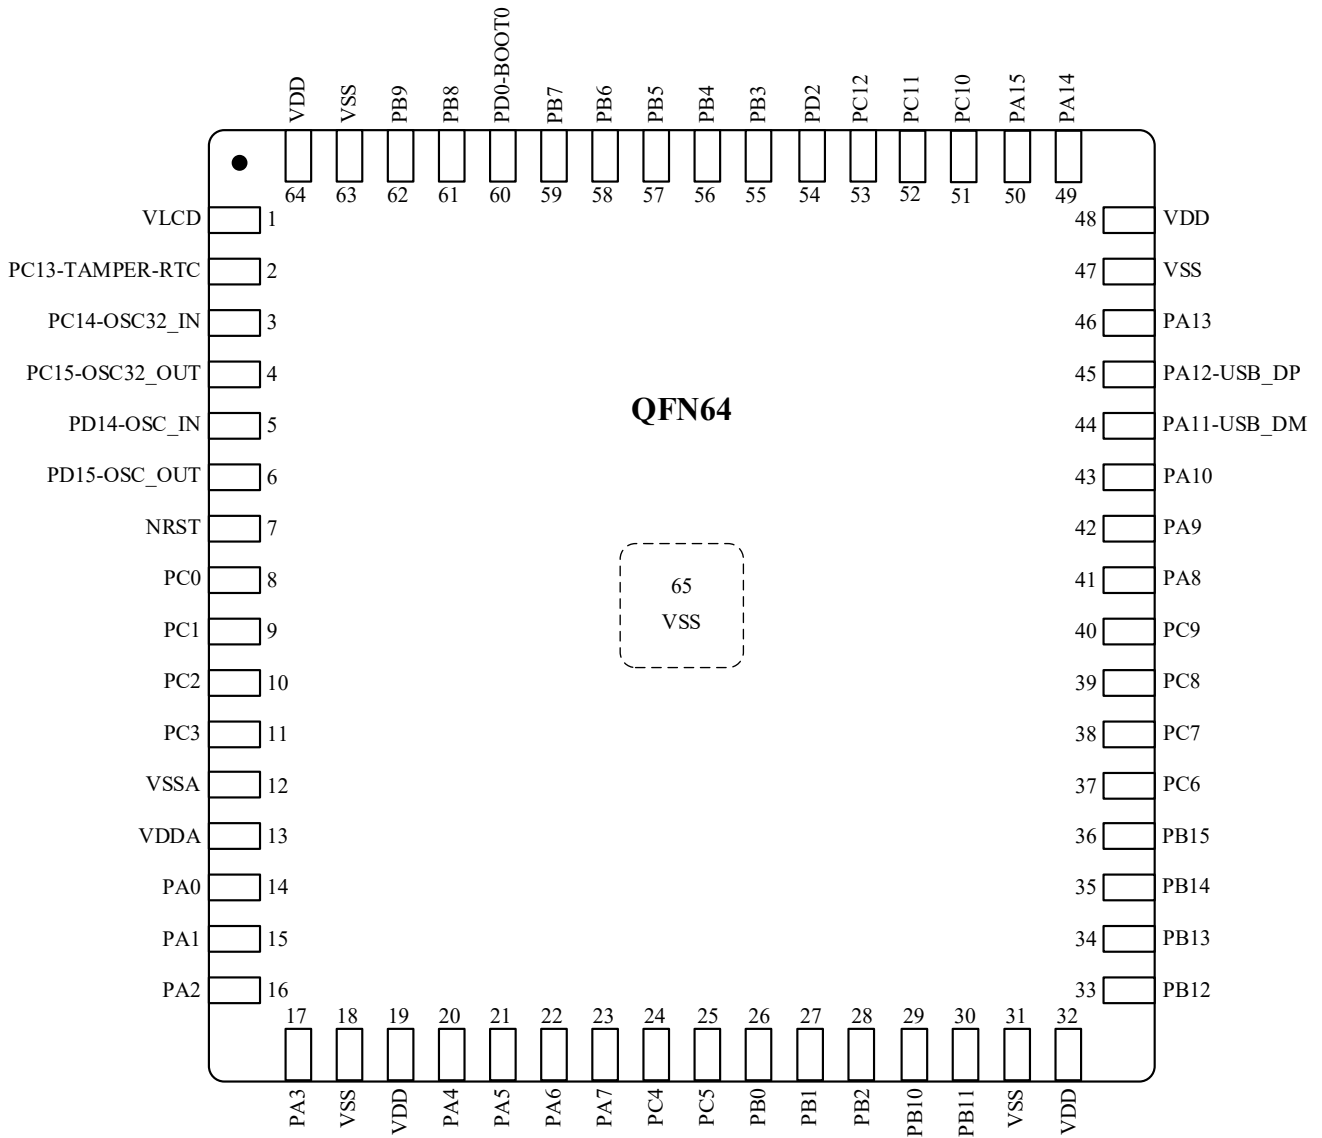 VDD VSS PB9 PB8 PD0-BOOT0 PB7 PB6 PB5 PB4 PB3 PD2 PC12 PC11 PC10 PA15 PA14
64 63 62 61 60 59 58 57 56 55 54 53 52 51 50 49
VLCD 1 48 VDD
PC13-TAMPER-RTC 2 47 VSS
PC14-OSC32_IN 3 46 PA13
PC15-OSC32_OUT 4 45 PA12-USB_DP
QFN64
PD14-OSC_IN 5 44 PA11-USB_DM
PD15-OSC_OUT 6 43 PA10
NRST 7 42 PA9
PC0 8 41 PA8
65
VSS
PC1 9 40 PC9
PC2 10 39 PC8
PC3 11 38 PC7
VSSA 12 37 PC6
VDDA 13 36 PB15
PA0 14 35 PB14
PA1 15 34 PB13
PA2 16 33 PB12
17 18 19 20 21 22 23 24 25 26 27 28 29 30 31 32
PA3 VSS VDD PA4 PA5 PA6 PA7 PC4 PC5 PB0 PB1 PB2 PB10 PB11 VSS VDD